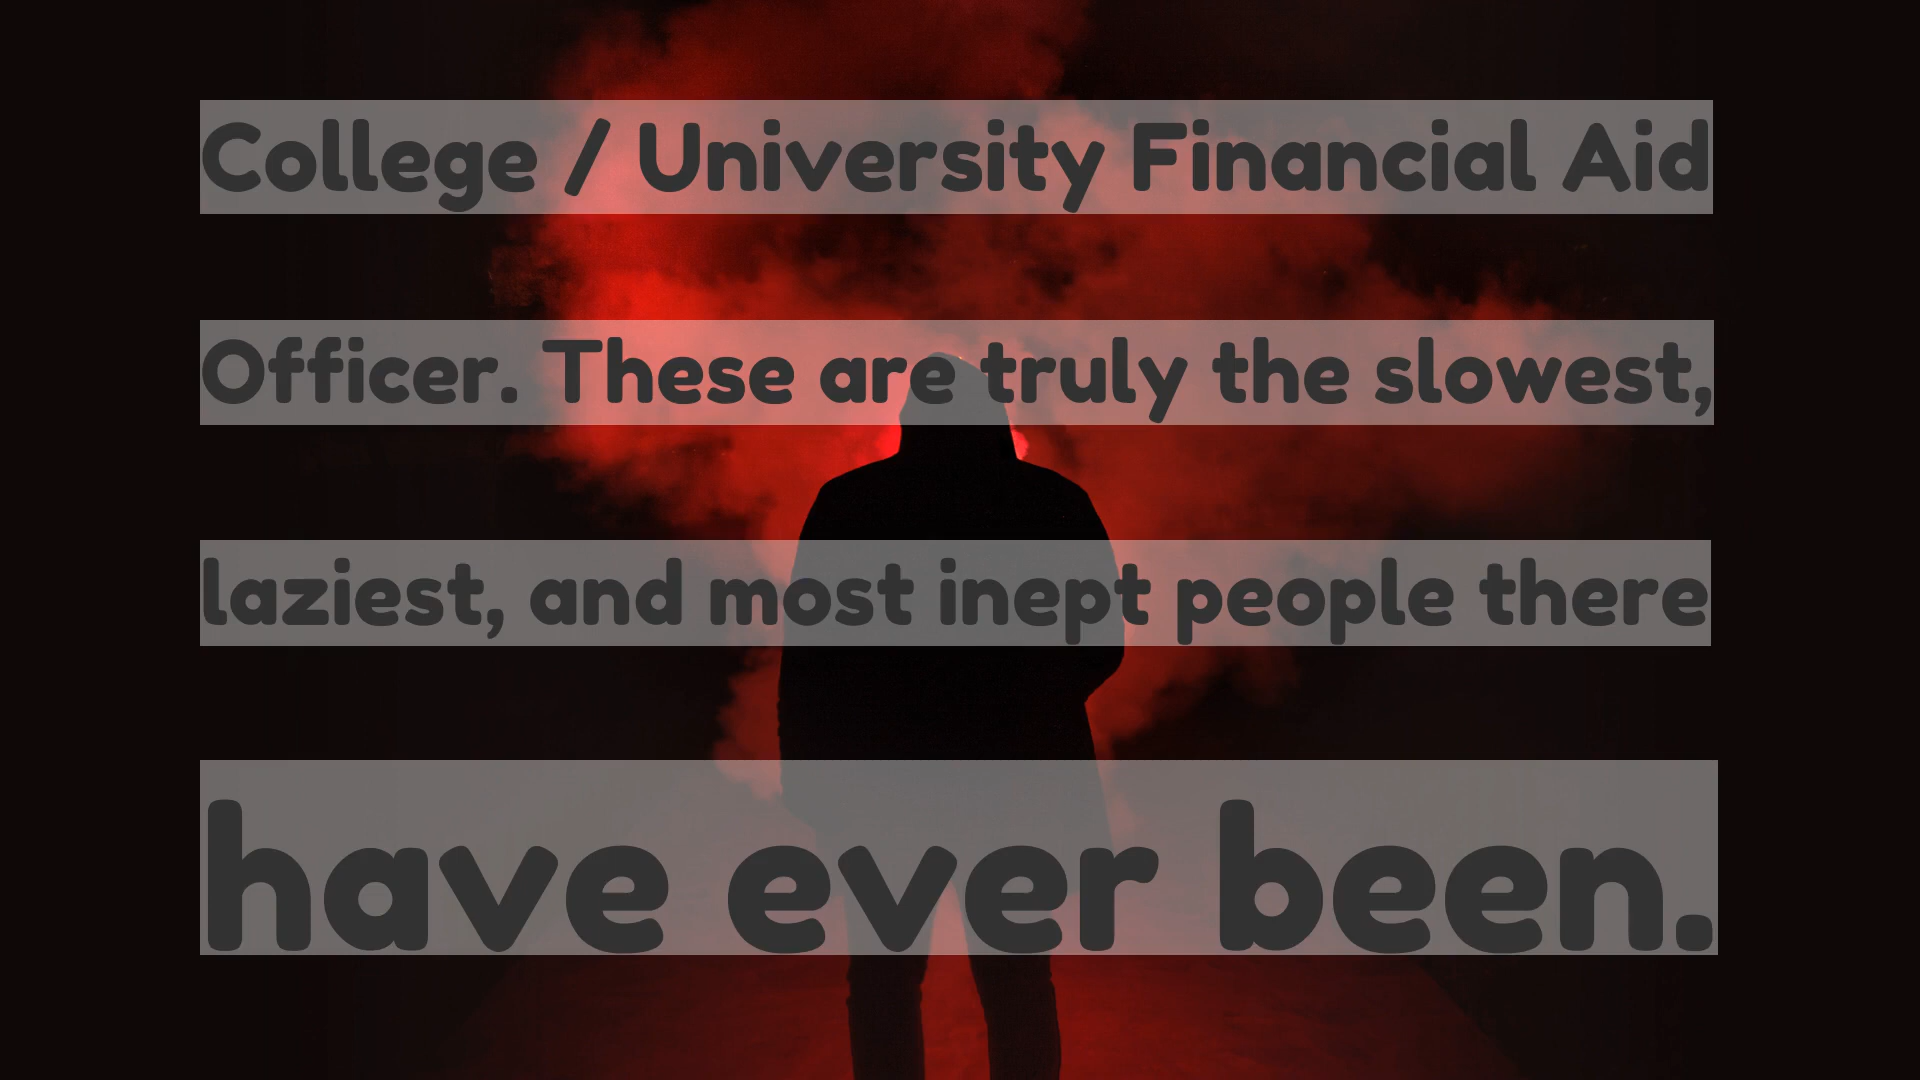 College / University Financial Aid
Officer. These are truly the slowest,
laziest, and most inept people there
have ever been.